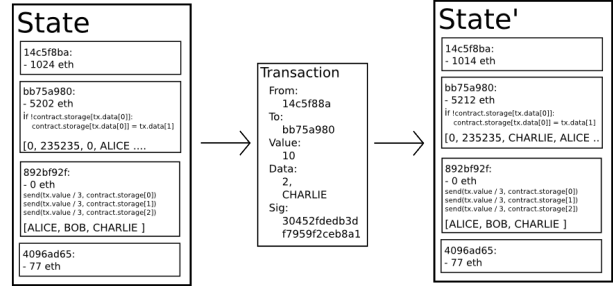 State
14c5f8ba:
- 1024 eth
bb75a980:
- 5202 eth
if !contract.storage[tx.data[0]]:
contract.storage[tx.data[0]] = tx.data[1]
[0, 235235, 0, ALICE ....
892bf92f:
- 0 eth
send(tx.value / 3, contract.storage[0])
send(tx.value / 3, contract.storage[1])
send(tx.value / 3, contract.storage[2])
[ALICE, BOB, CHARLIE ]
4096ad65:
- 77 eth
Transaction
From:
14c5f88a
To:
bb75a980
Value:
10
Data:
2,
CHARLIE
Sig:
30452fdedb3d
f7959f2ceb8a1
State'
14c5f8ba:
- 1014 eth
bb75a980:
- 5212 eth
if !contract.storage[tx.data[0]]:
contract.storage[tx.data[0]] = tx.data[1]
[0, 235235, CHARLIE, ALICE ..
892bf92f:
- 0 eth
send(tx.value / 3, contract.storage[0])
send(tx.value / 3, contract.storage[1])
send(tx.value / 3, contract.storage[2])
[ALICE, BOB, CHARLIE ]
4096ad65:
- 77 eth